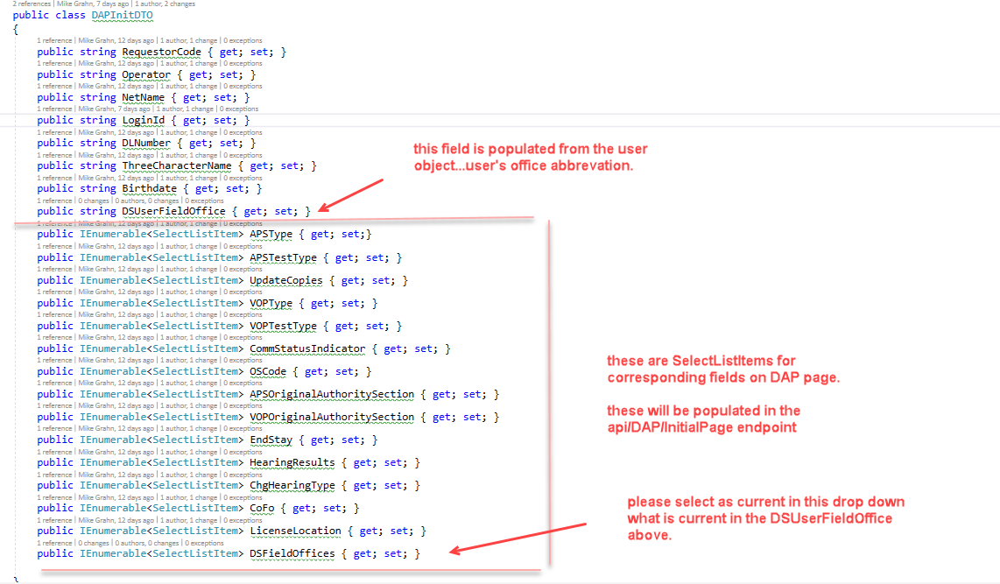 2 references | Mike Grahn, 7 days ago | 1 author, 2 changes
public class DAPInitDTO
{
1 reference | Mike Grahn, 12 days ago | 1 author, 1 change | 0 exceptions
public string RequestorCode { get; set; }
1 reference | Mike Grahn, 12 days ago | 1 author, 1 change | 0 exceptions
public string Operator { get; set; }
1 reference | Mike Grahn, 12 days ago | 1 author, 1 change | 0 exceptions
public string NetName { get; set; }
1 reference | Mike Grahn, 7 days ago | 1 author, 1 change | 0 exceptions
public string LoginId { get; set; }
1 reference | Mike Grahn, 12 days ago | 1 author, 1 change | 0 exceptions
public string DLNumber { get; set; }
1 reference | Mike Grahn, 12 days ago | 1 author, 1 change | 0 exceptions
public string ThreeCharacterName { get; set; }
1 reference | Mike Grahn, 12 days ago | 1 author, 1 change | 0 exceptions
public string Birthdate { get; set; }
1 reference | 0 changes | 0 authors, 0 changes | 0 exceptions
public string DSUserFieldOffice { get; set; }
this field is populated from the user
object...user's office abbrevation.
1 reference | Mike Grahn, 12 days ago | 1 author, 1 change | 0 exceptions
public IEnumerable<SelectListItem> APSType { get; set;}
1 reference | Mike Grahn, 12 days ago | 1 author, 1 change | 0 exceptions
public IEnumerable<SelectListItem> APSTestType { get; set; }
1 reference | Mike Grahn, 12 days ago | 1 author, 1 change | 0 exceptions
public IEnumerable<SelectListItem> UpdateCopies { get; set; }
1 reference | Mike Grahn, 12 days ago | 1 author, 1 change | 0 exceptions
public IEnumerable<SelectListItem> VOPType { get; set; }
1 reference | Mike Grahn, 12 days ago | 1 author, 1 change | 0 exceptions
public IEnumerable<SelectListItem> VOPTestType { get; set; }
1 reference | Mike Grahn, 12 days ago | 1 author, 1 change | 0 exceptions
public IEnumerable<SelectListItem> CommStatusIndicator { get; set; }
1 reference | Mike Grahn, 12 days ago | 1 author, 1 change | 0 exceptions
public IEnumerable<SelectListItem> OSCode { get; set; }
1 reference | Mike Grahn, 12 days ago | 1 author, 1 change | 0 exceptions
public IEnumerable<SelectListItem> APSOriginalAuthoritySection { get; set; }
1 reference | Mike Grahn, 12 days ago | 1 author, 1 change | 0 exceptions
public IEnumerable<SelectListItem> VOPOriginalAuthoritySection { get; set; }
1 reference | Mike Grahn, 12 days ago | 1 author, 1 change | 0 exceptions
public IEnumerable<SelectListItem> EndStay { get; set; }
1 reference | Mike Grahn, 12 days ago | 1 author, 1 change | 0 exceptions
public IEnumerable<SelectListItem> HearingResults { get; set; }
1 reference | Mike Grahn, 12 days ago | 1 author, 1 change | 0 exceptions
public IEnumerable<SelectListItem> ChgHearingType { get; set; }
1 reference | Mike Grahn, 12 days ago | 1 author, 1 change | 0 exceptions
public IEnumerable<SelectListItem> CoFo { get; set; }
1 reference | Mike Grahn, 12 days ago | 1 author, 1 change | 0 exceptions
public IEnumerable<SelectListItem> LicenseLocation { get; set; }
1 reference | 0 changes | 0 authors, 0 changes | 0 exceptions
public IEnumerable<SelectListItem> DSFieldOffices { get; set; }
these are SelectListItems for
corresponding fields on DAP page.
these will be populated in the
api/DAP/InitialPage endpoint
please select as current in this drop down
what is current in the DSUserFieldOffice
above.
}